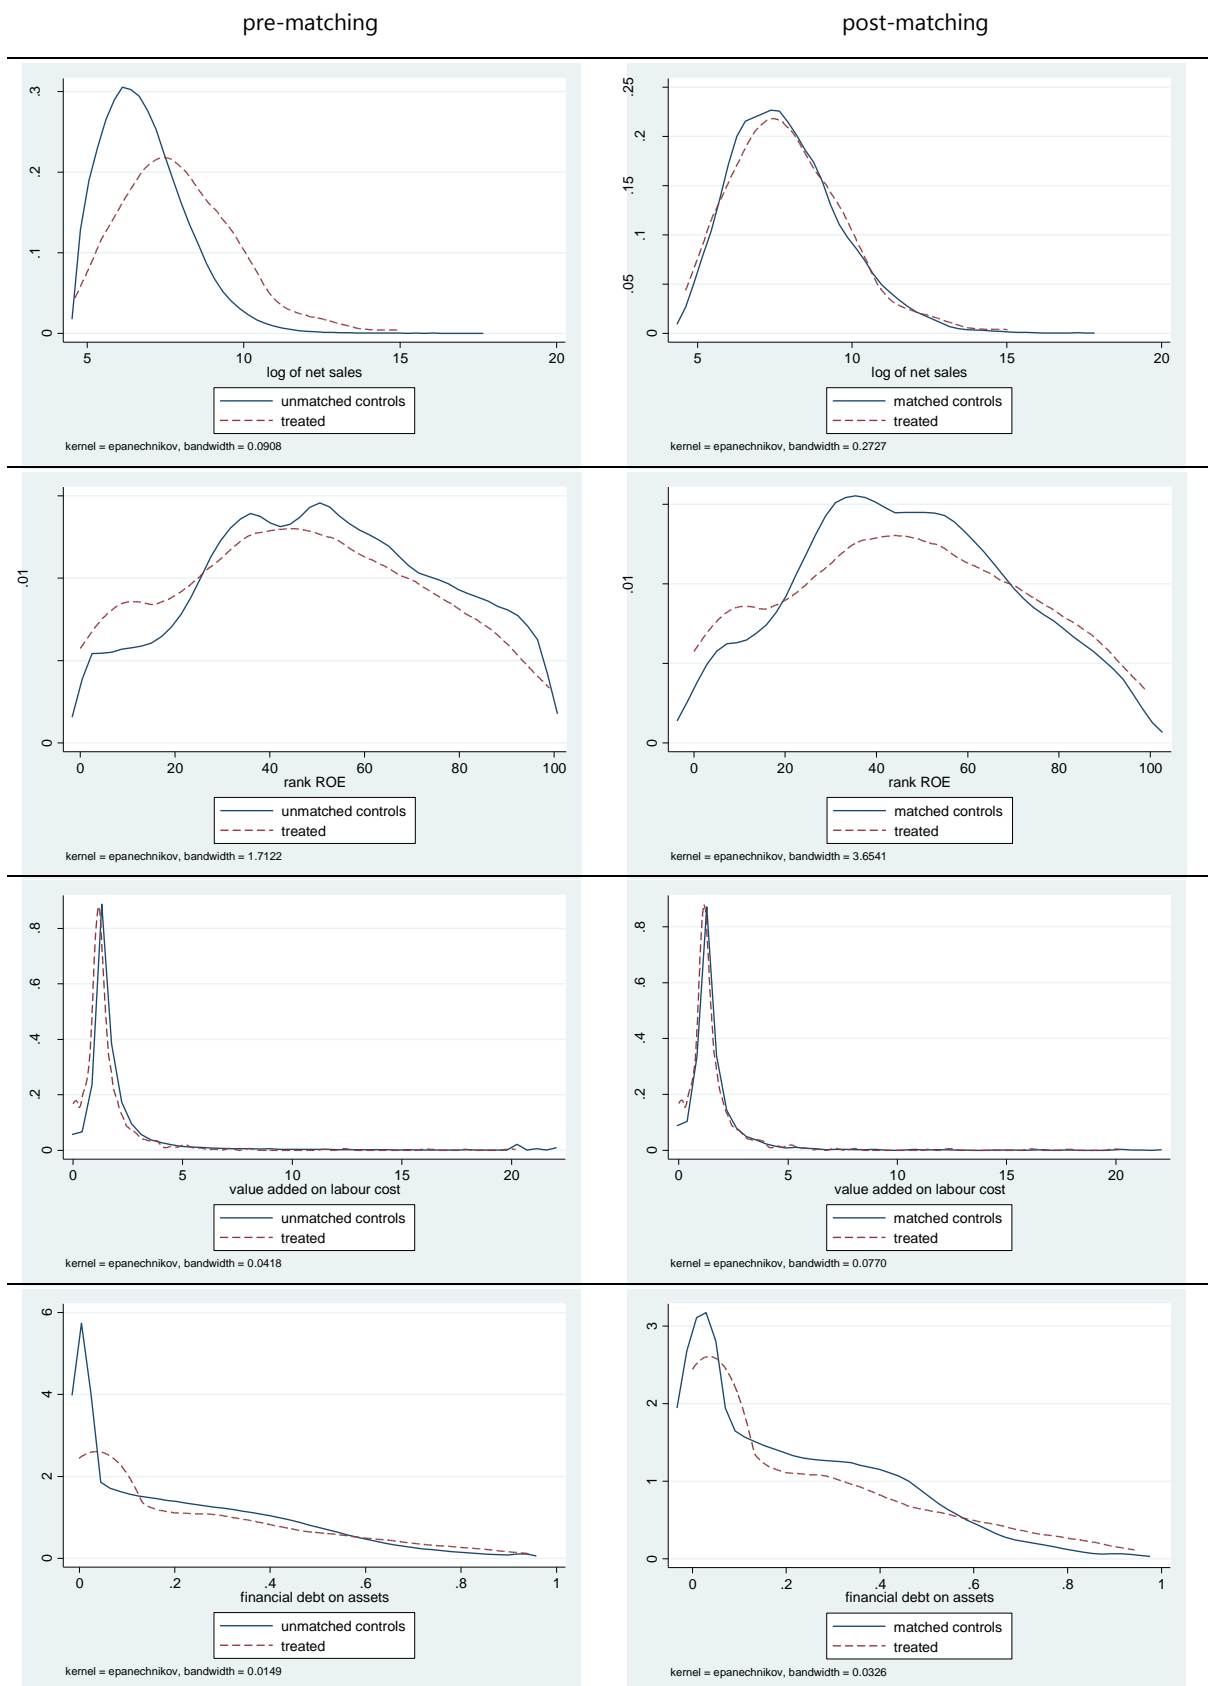 pre-matching
post-matching
.3
.2
.1
0
5
10
15
20
log of net sales
unmatched controls
treated
kernel = epanechnikov, bandwidth = 0.0908
.25
.2
.15
.1
.05
0
5
10
15
20
log of net sales
matched controls
treated
kernel = epanechnikov, bandwidth = 0.2727
.01
0
0
20
40
60
80
100
rank ROE
unmatched controls
treated
kernel = epanechnikov, bandwidth = 1.7122
.01
0
0
20
40
60
80
100
rank ROE
matched controls
treated
kernel = epanechnikov, bandwidth = 3.6541
.8
.6
.4
.2
0
0
5
10
15
20
value added on labour cost
unmatched controls
treated
kernel = epanechnikov, bandwidth = 0.0418
.8
.6
.4
.2
0
0
5
10
15
20
value added on labour cost
matched controls
treated
kernel = epanechnikov, bandwidth = 0.0770
6
4
2
0
0
.2
.4
.6
.8
1
financial debt on assets
unmatched controls
treated
kernel = epanechnikov, bandwidth = 0.0149
3
2
1
0
0
.2
.4
.6
.8
1
financial debt on assets
matched controls
treated
kernel = epanechnikov, bandwidth = 0.0326